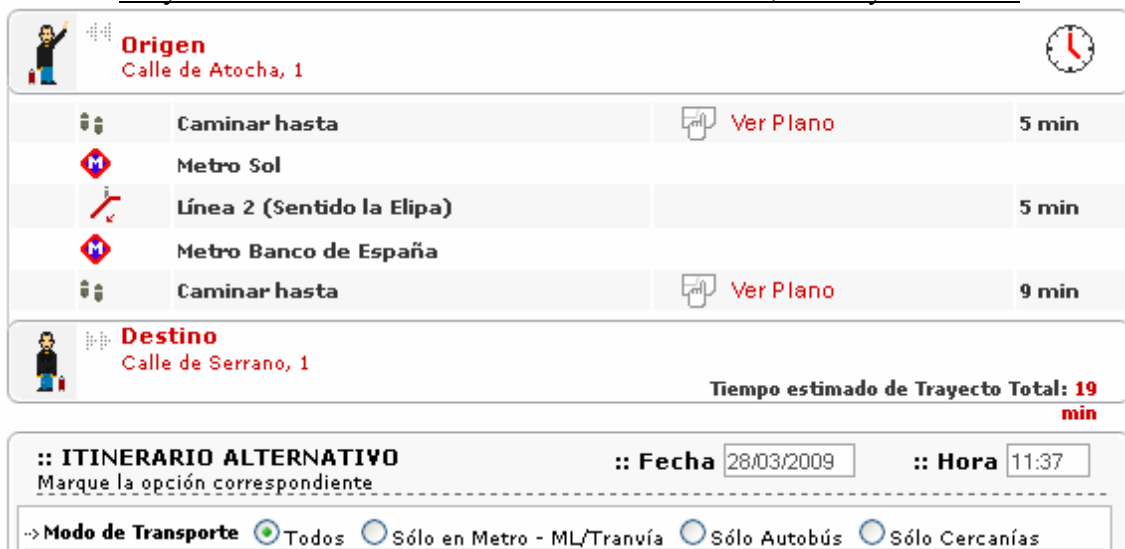 Origen
Calle de Atocha, 1
Caminar hasta Ver Plano 5 min
Metro Sol
Línea 2 (Sentido la Elipa) 5 min
Metro Banco de España
Caminar hasta Ver Plano 9 min
Destino
Calle de Serrano, 1
Tiempo estimado de Trayecto Total: 19
min
:: ITINERARIO ALTERNATIVO :: Fecha 28/03/2009 :: Hora 11:37
Marque la opción correspondiente
Modo de Transporte Todos Sólo en Metro - ML/Tranvía Sólo Autobús Sólo Cercanías